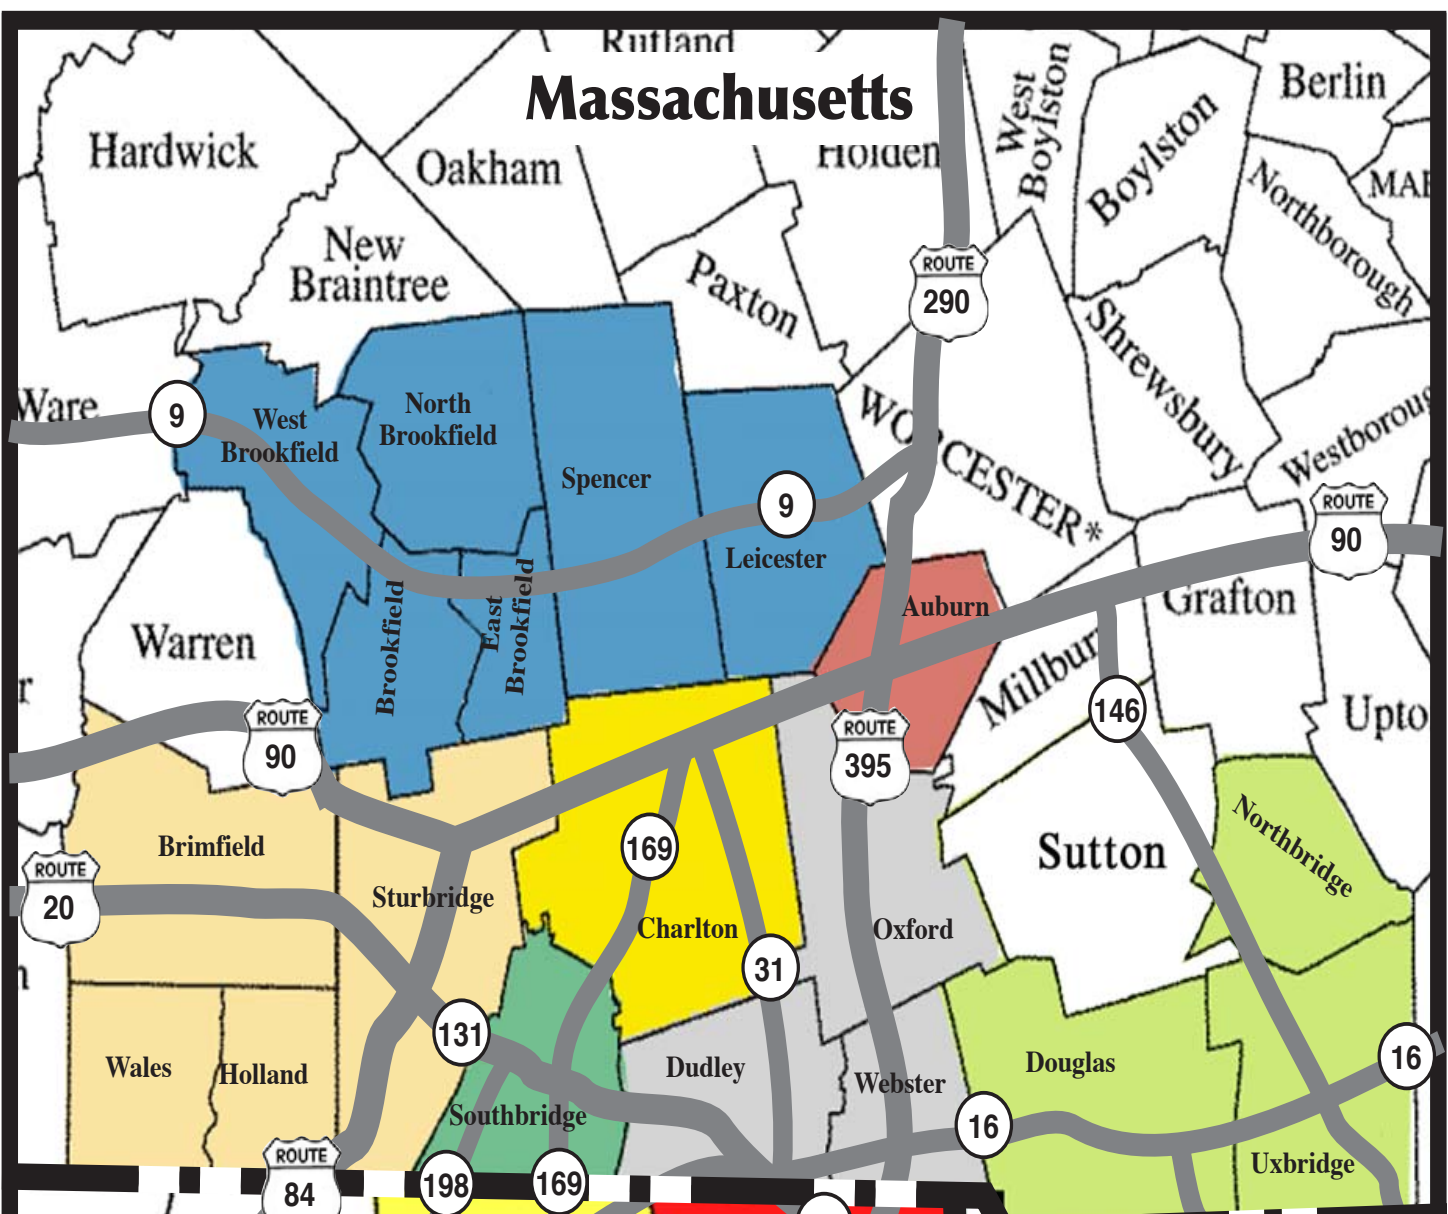 Rutland
Massachusetts
West
Boylston
Boylston
Berlin
Hardwick
Oakham
Holden
Northborough
New
Braintree
Paxton
ROUTE
290
Shrewsbury
Ware
9
West
Brookfield
North
Brookfield
Spencer
9
Leicester
WORCESTER*
Westboroug
ROUTE
90
Warren
Brookfield
East
Brookfield
Auburn
Millbury
Grafton
Upto
ROUTE
90
ROUTE
395
146
Brimfield
169
Sutton
Northbridge
ROUTE
20
Sturbridge
Charlton
31
Oxford
131
Wales
Holland
Dudley
Webster
Douglas
16
Southbridge
16
Uxbridge
ROUTE
84
198
169